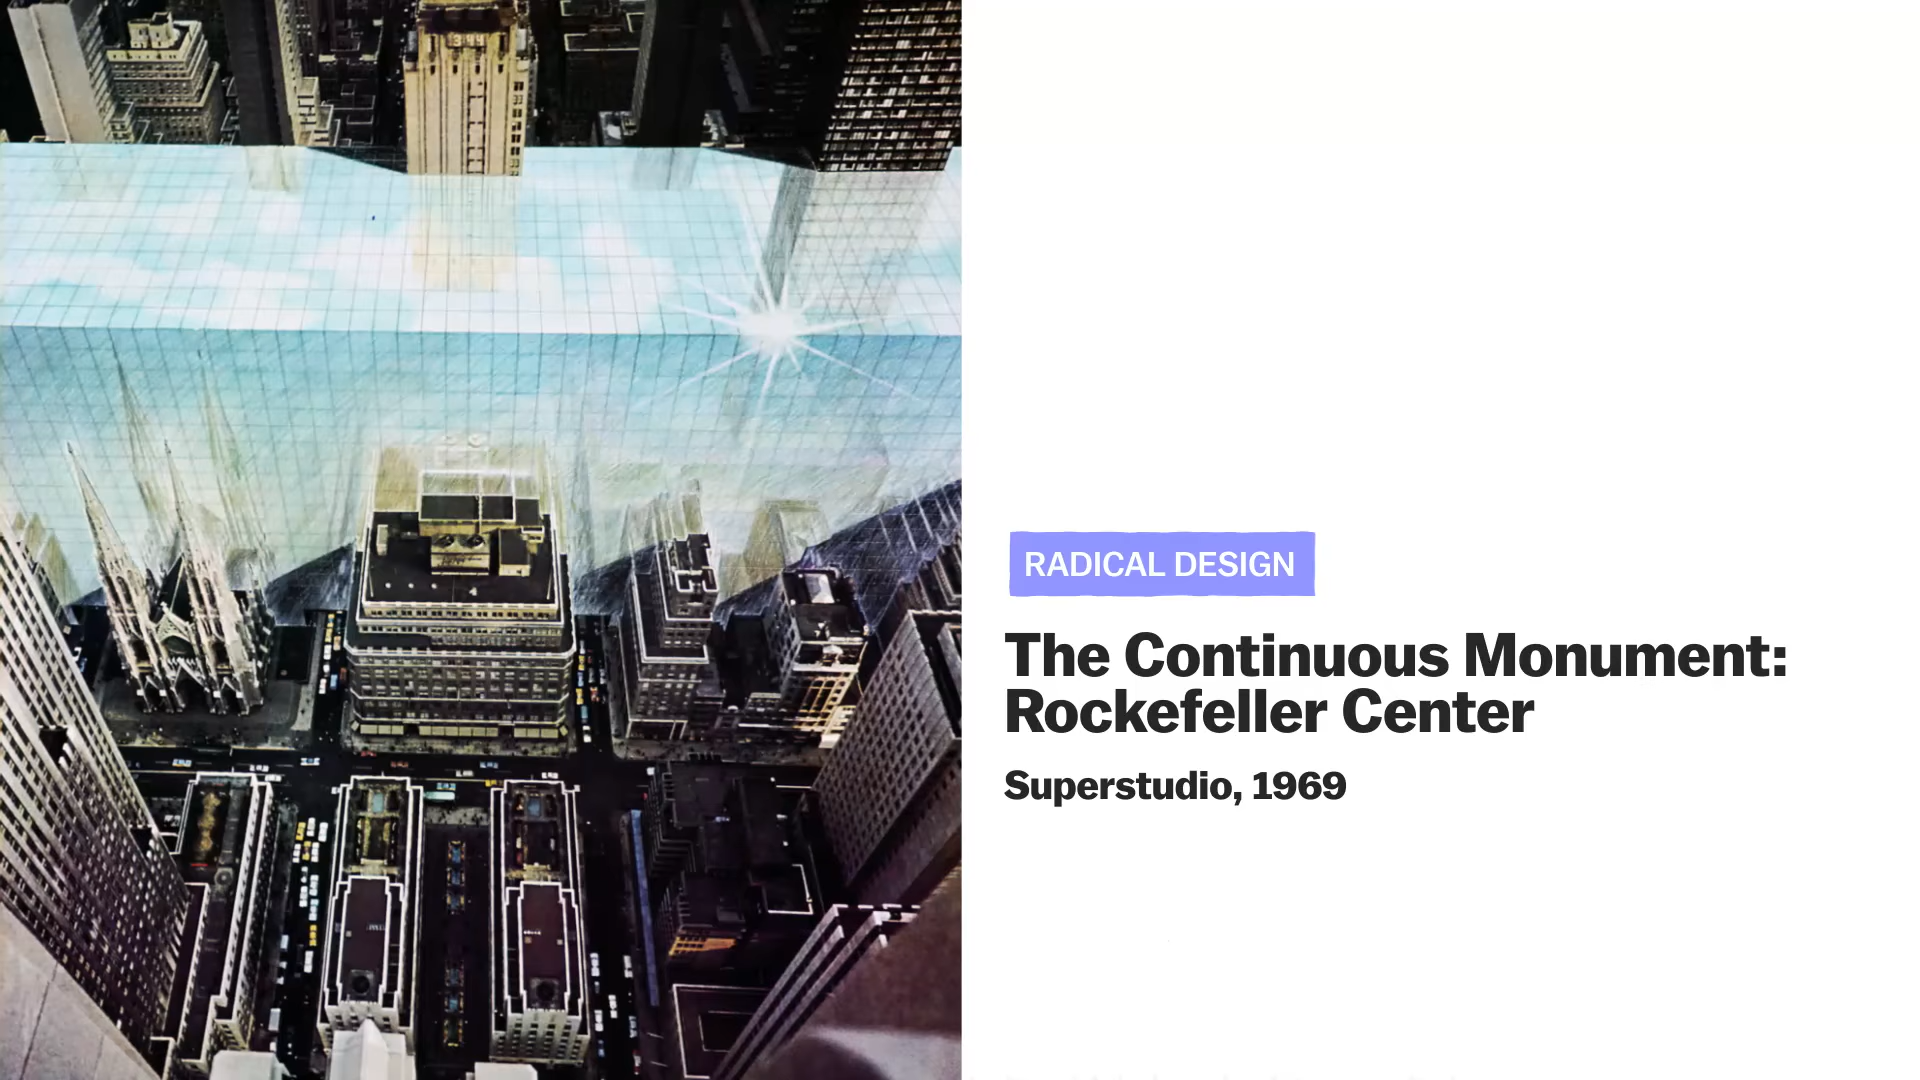 RADICAL DESIGN
The Continuous Monument:
Rockefeller Center
Superstudio, 1969